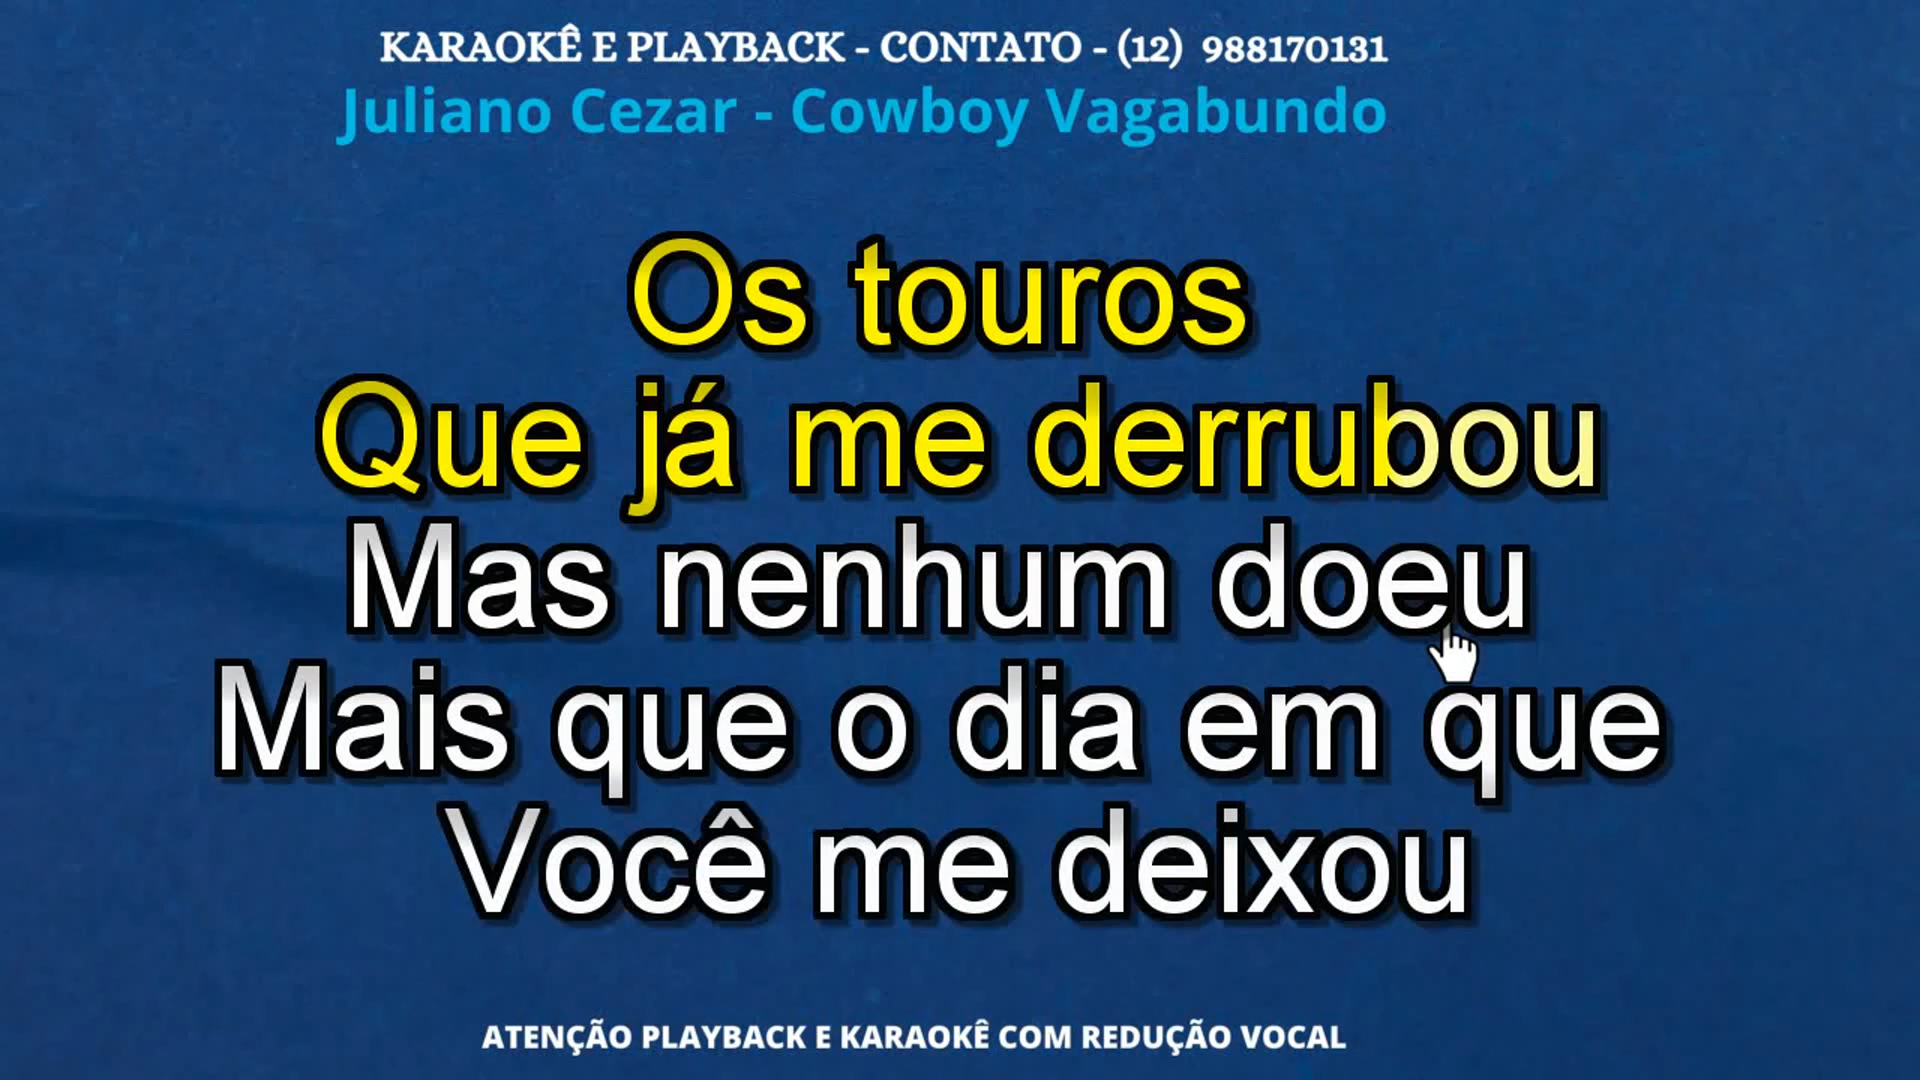 KARAOKÊ E PLAYBACK - CONTATO - (12) 988170131
Juliano Cezar - Cowboy Vagabundo
Os touros
Que já me derrubou
Mas nenhum doeu
Mais que o dia em que
Você me deixou
ATENÇÃO PLAYBACK E KARAOKÊ COM REDUÇÃO VOCAL